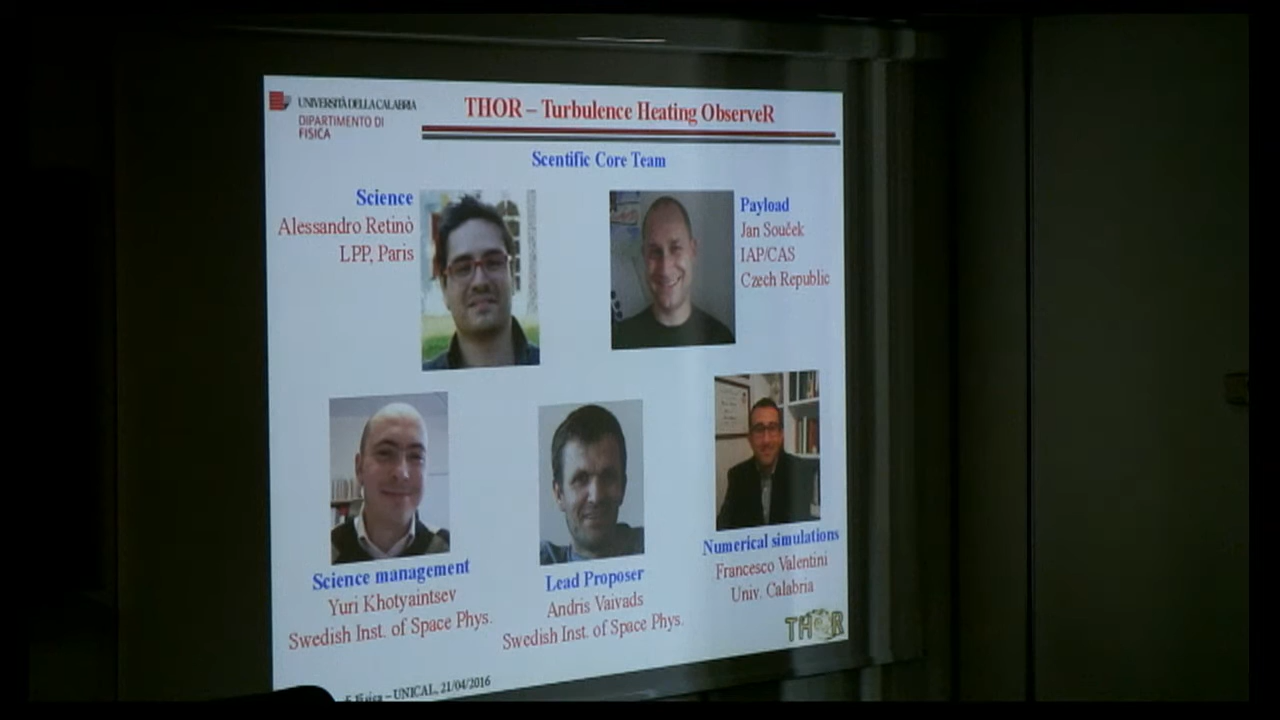 UNIVERSITÀ DELLA CALABRIA
DIPARTIMENTO DI
FISICA
THOR – Turbulence Heating ObserveR
Scentific Core Team
Science
Alessandro Retinò
LPP, Paris
Payload
Jan Souček
IAP/CAS
Czech Republic
Science management
Yuri Khotyaintsev
Swedish Inst. of Space Phys.
Lead Proposer
Andris Vaivads
Swedish Inst. of Space Phys.
Numerical simulations
Francesco Valentini
Univ. Calabria
THOR
Fisica – UNICAL, 21/04/2016